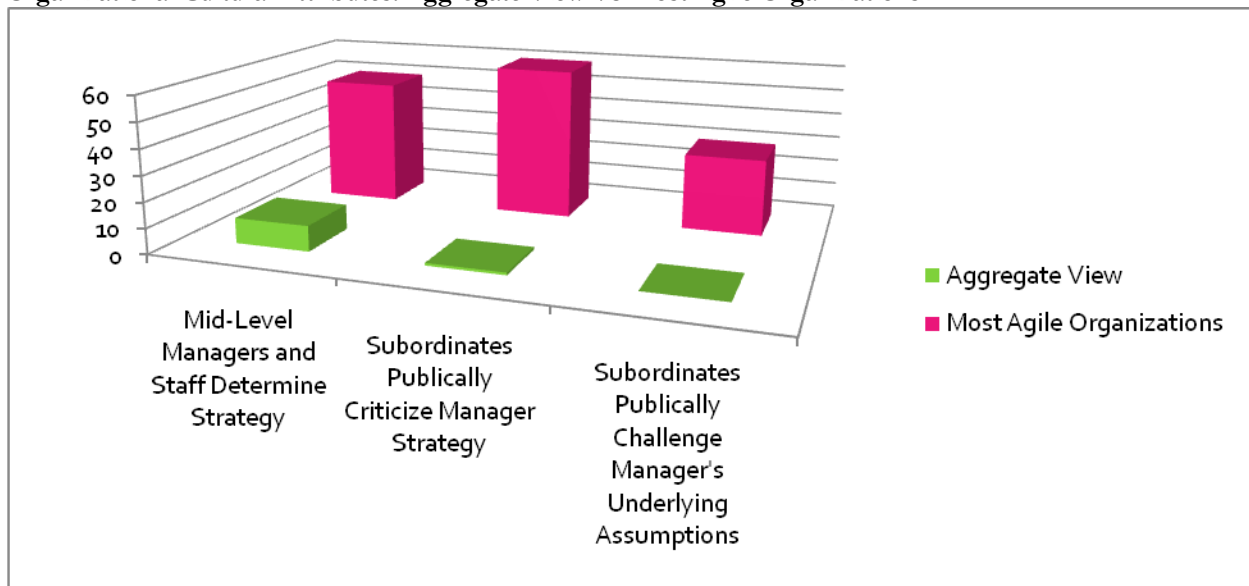 60
50
40
30
20
10
0
Mid-Level
Managers and
Staff Determine
Strategy
Subordinates
Publically
Criticize Manager
Strategy
Subordinates
Publically
Challenge
Manager's
Underlying
Assumptions
Aggregate View
Most Agile Organizations